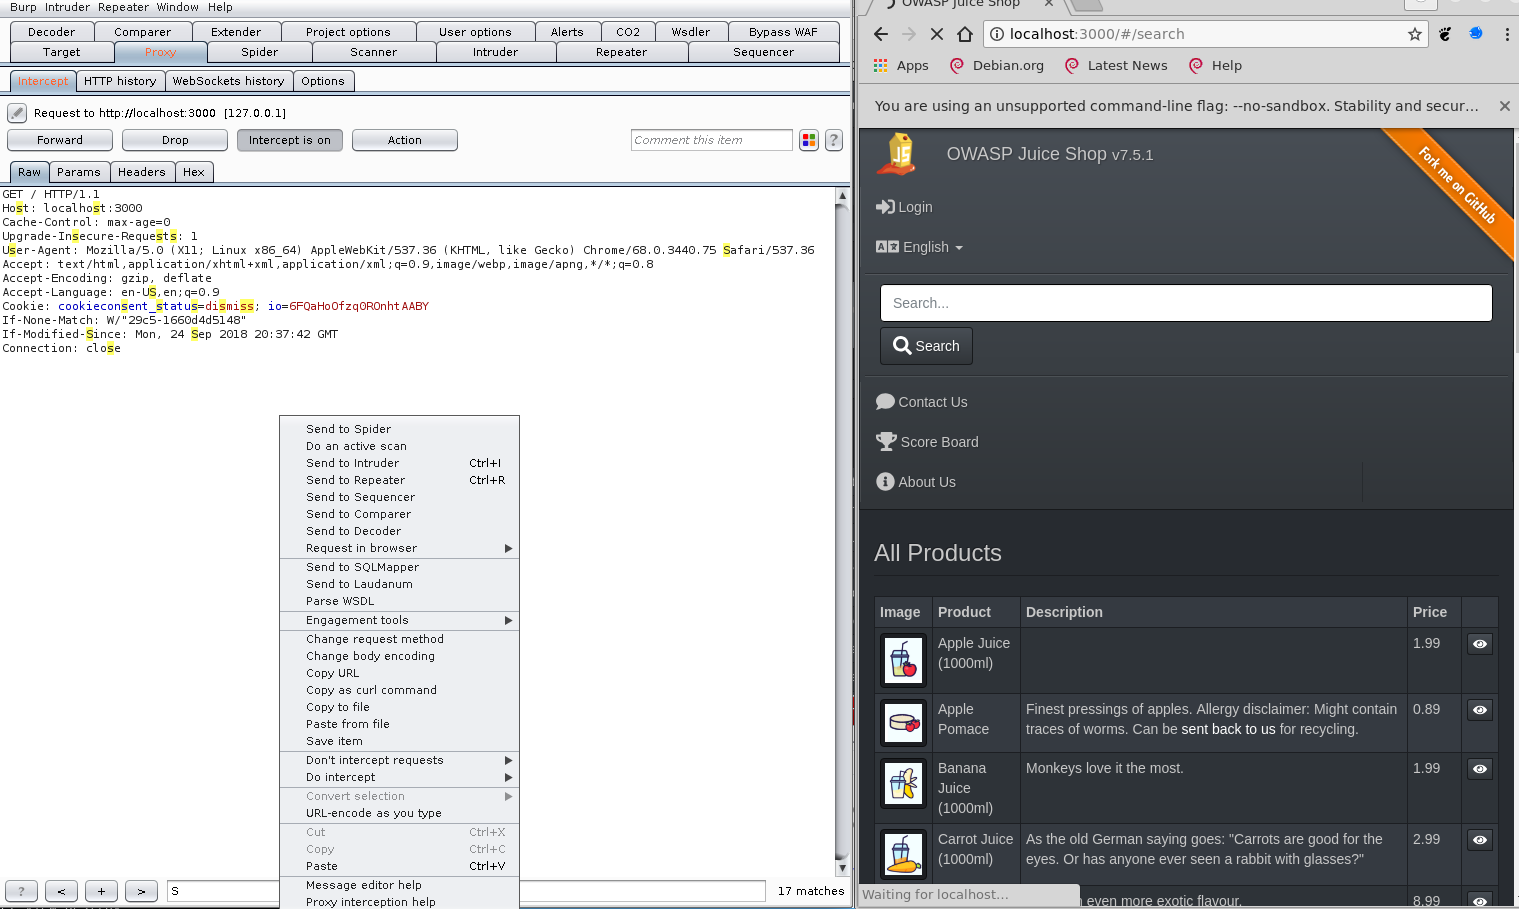 Burp Intruder Repeater Window Help
Decoder Comparer Extender Project options User options Alerts CO2 Wsdler Bypass WAF
Target Proxy Spider Scanner Intruder Repeater Sequencer
Intercept HTTP history WebSockets history Options
Request to http://localhost:3000 [127.0.0.1]
Forward Drop Intercept is on Action Comment this item ?
Raw Params Headers Hex
GET / HTTP/1.1
Host: localhost:3000
Cache-Control: max-age=0
Upgrade-Insecure-Requests: 1
User-Agent: Mozilla/5.0 (X11; Linux x86_64) AppleWebKit/537.36 (KHTML, like Gecko) Chrome/68.0.3440.75 Safari/537.36
Accept: text/html,application/xhtml+xml,application/xml;q=0.9,image/webp,image/apng,*/*;q=0.8
Accept-Encoding: gzip, deflate
Accept-Language: en-US,en;q=0.9
Cookie: cookieconsent_status=dismiss; io=6FQaHoOfzq0ROnhtAABY
If-None-Match: W/"29c5-1660d4d5148"
If-Modified-Since: Mon, 24 Sep 2018 20:37:42 GMT
Connection: close
Send to Spider
Do an active scan
Send to Intruder Ctrl+I
Send to Repeater Ctrl+R
Send to Sequencer
Send to Comparer
Send to Decoder
Request in browser
Send to SQLMapper
Send to Laudanum
Parse WSDL
Engagement tools
Change request method
Change body encoding
Copy URL
Copy as curl command
Copy to file
Paste from file
Save item
Don't intercept requests
Do intercept
Convert selection
URL-encode as you type
Cut Ctrl+X
Copy Ctrl+C
Paste Ctrl+V
Message editor help
Proxy interception help
? < + > S 17 matches
OWASP Juice Shop
localhost:3000/#/search
Apps Debian.org Latest News Help
You are using an unsupported command-line flag: --no-sandbox. Stability and secur...
OWASP Juice Shop v7.5.1
Fork me on GitHub
Login
English
Search...
Search
Contact Us
Score Board
About Us
All Products
Image Product Description Price
Apple Juice 1.99
(1000ml)
Apple Finest pressings of apples. Allergy disclaimer: Might contain 0.89
Pomace traces of worms. Can be sent back to us for recycling.
Banana Monkeys love it the most. 1.99
Juice
(1000ml)
Carrot Juice As the old German saying goes: "Carrots are good for the 2.99
(1000ml) eyes. Or has anyone ever seen a rabbit with glasses?"
even more exotic flavour. 8.99
Waiting for localhost...